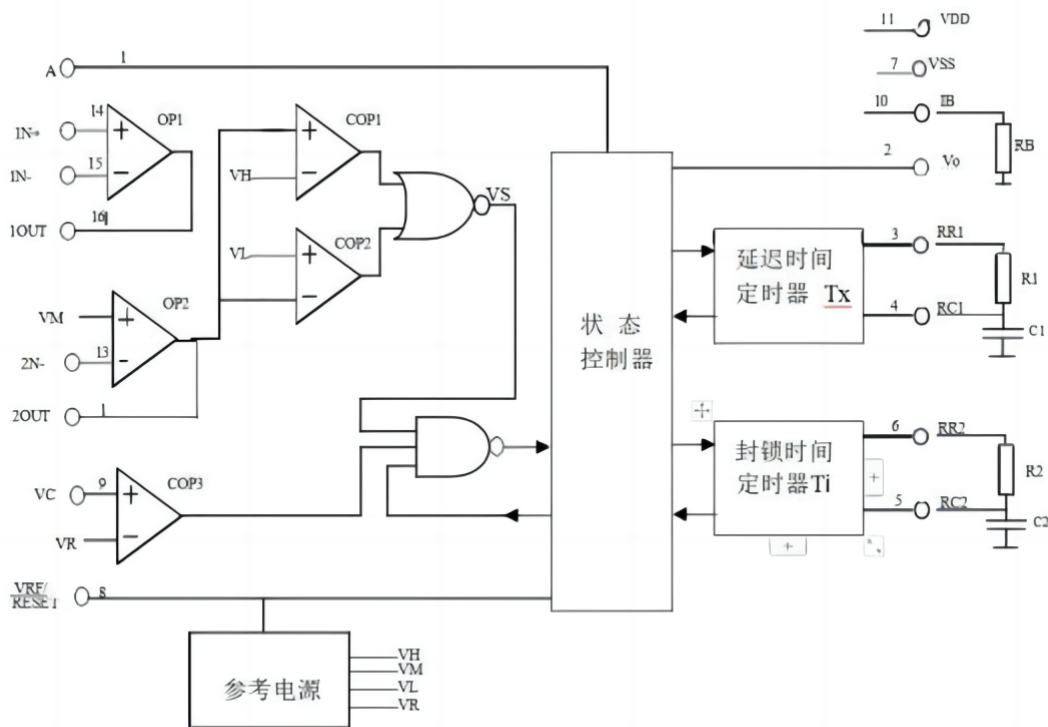 11 VDD
A 1
7 VSS
14 OP1
COP1
10 IB
1N+
RB
15
2 Vo
1N-
VH
VS
16
1OUT
3 RR1
VL
COP2
延迟时间
定时器 Tx
R1
OP2
4 RC1
VM
状 态
控制器
C1
13
2N-
2OUT 1
6 RR2
封锁时间
定时器Ti
R2
VC 9
COP3
5 RC2
C2
VR
VRF/
RESET 8
参考电源
VH
VM
VL
VR